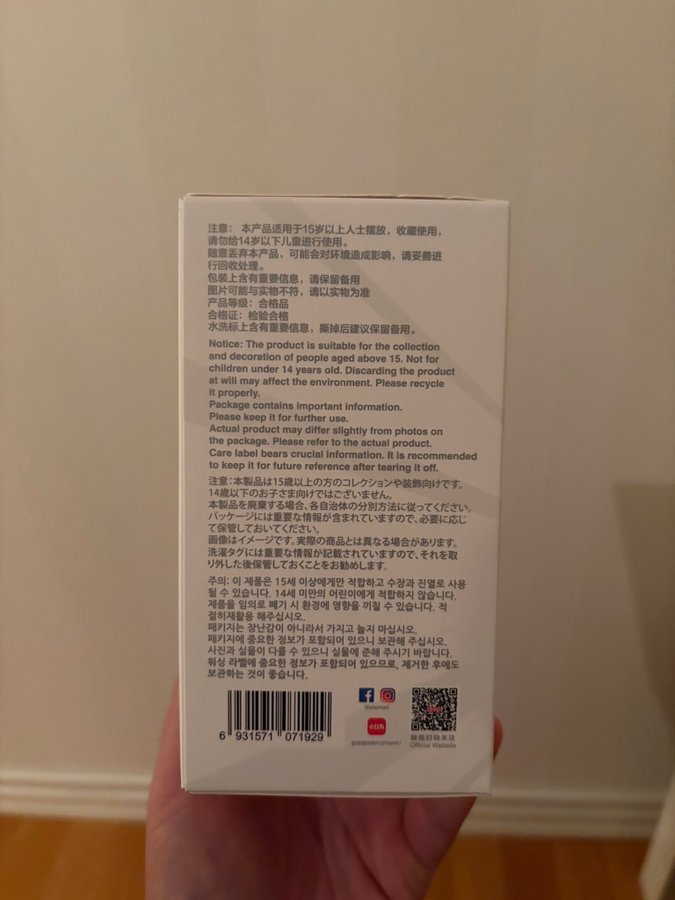 注意： 本产品适用于15岁以上人士摆放，收藏使用，
请勿给14岁以下儿童进行使用。
随意丢弃本产品，可能会对环境造成影响，请妥善进
行回收处理。
包装上含有重要信息，请保留备用
图片可能与实物不符，请以实物为准
产品等级：合格品
合格证：检验合格
水洗标上含有重要信息，撕掉后建议保留备用。
Notice: The product is suitable for the collection
and decoration of people aged above 15. Not for
children under 14 years old. Discarding the product
at will may affect the environment. Please recycle
it properly.
Package contains important information.
Please keep it for further use.
Actual product may differ slightly from photos on
the package. Please refer to the actual product.
Care label bears crucial information. It is recommended
to keep it for future reference after tearing it off.
注意：本製品は15歳以上の方のコレクションや装飾向けです。
14歳以下のお子さま向けではございません。
本製品を廃棄する場合、各自治体の分別方法に従ってください。
パッケージには重要な情報が含まれていますので、必要に応じ
て保管しておいてください。
画像はイメージです。実際の商品とは異なる場合があります。
洗濯タグには重要な情報が記載されていますので、それを取
り外した後保管しておくことをお勧めします。
주의: 이 제품은 15세 이상에게만 적합하고 수장과 진열로 사용
될 수 있습니다. 14세 미만의 어린이에게 적합하지 않습니다.
제품을 임의로 폐기 시 환경에 영향을 끼칠 수 있습니다. 적
절히재활용 해주십시오.
패키지는 장난감이 아니라서 가지고 놀지 마십시오.
패키지에 중요한 정보가 포함되어 있으니 보관해 주십시오.
사진과 실물이 다를 수 있으니 실물에 준해 주시기 바랍니다.
워싱 라벨에 중요한 정보가 포함되어 있으므로, 제거한 후에도
보관하는 것이 좋습니다.
6 931571 071929
@popmart
小红书
@泡泡玛特POPMART
微信扫码关注
Official Website